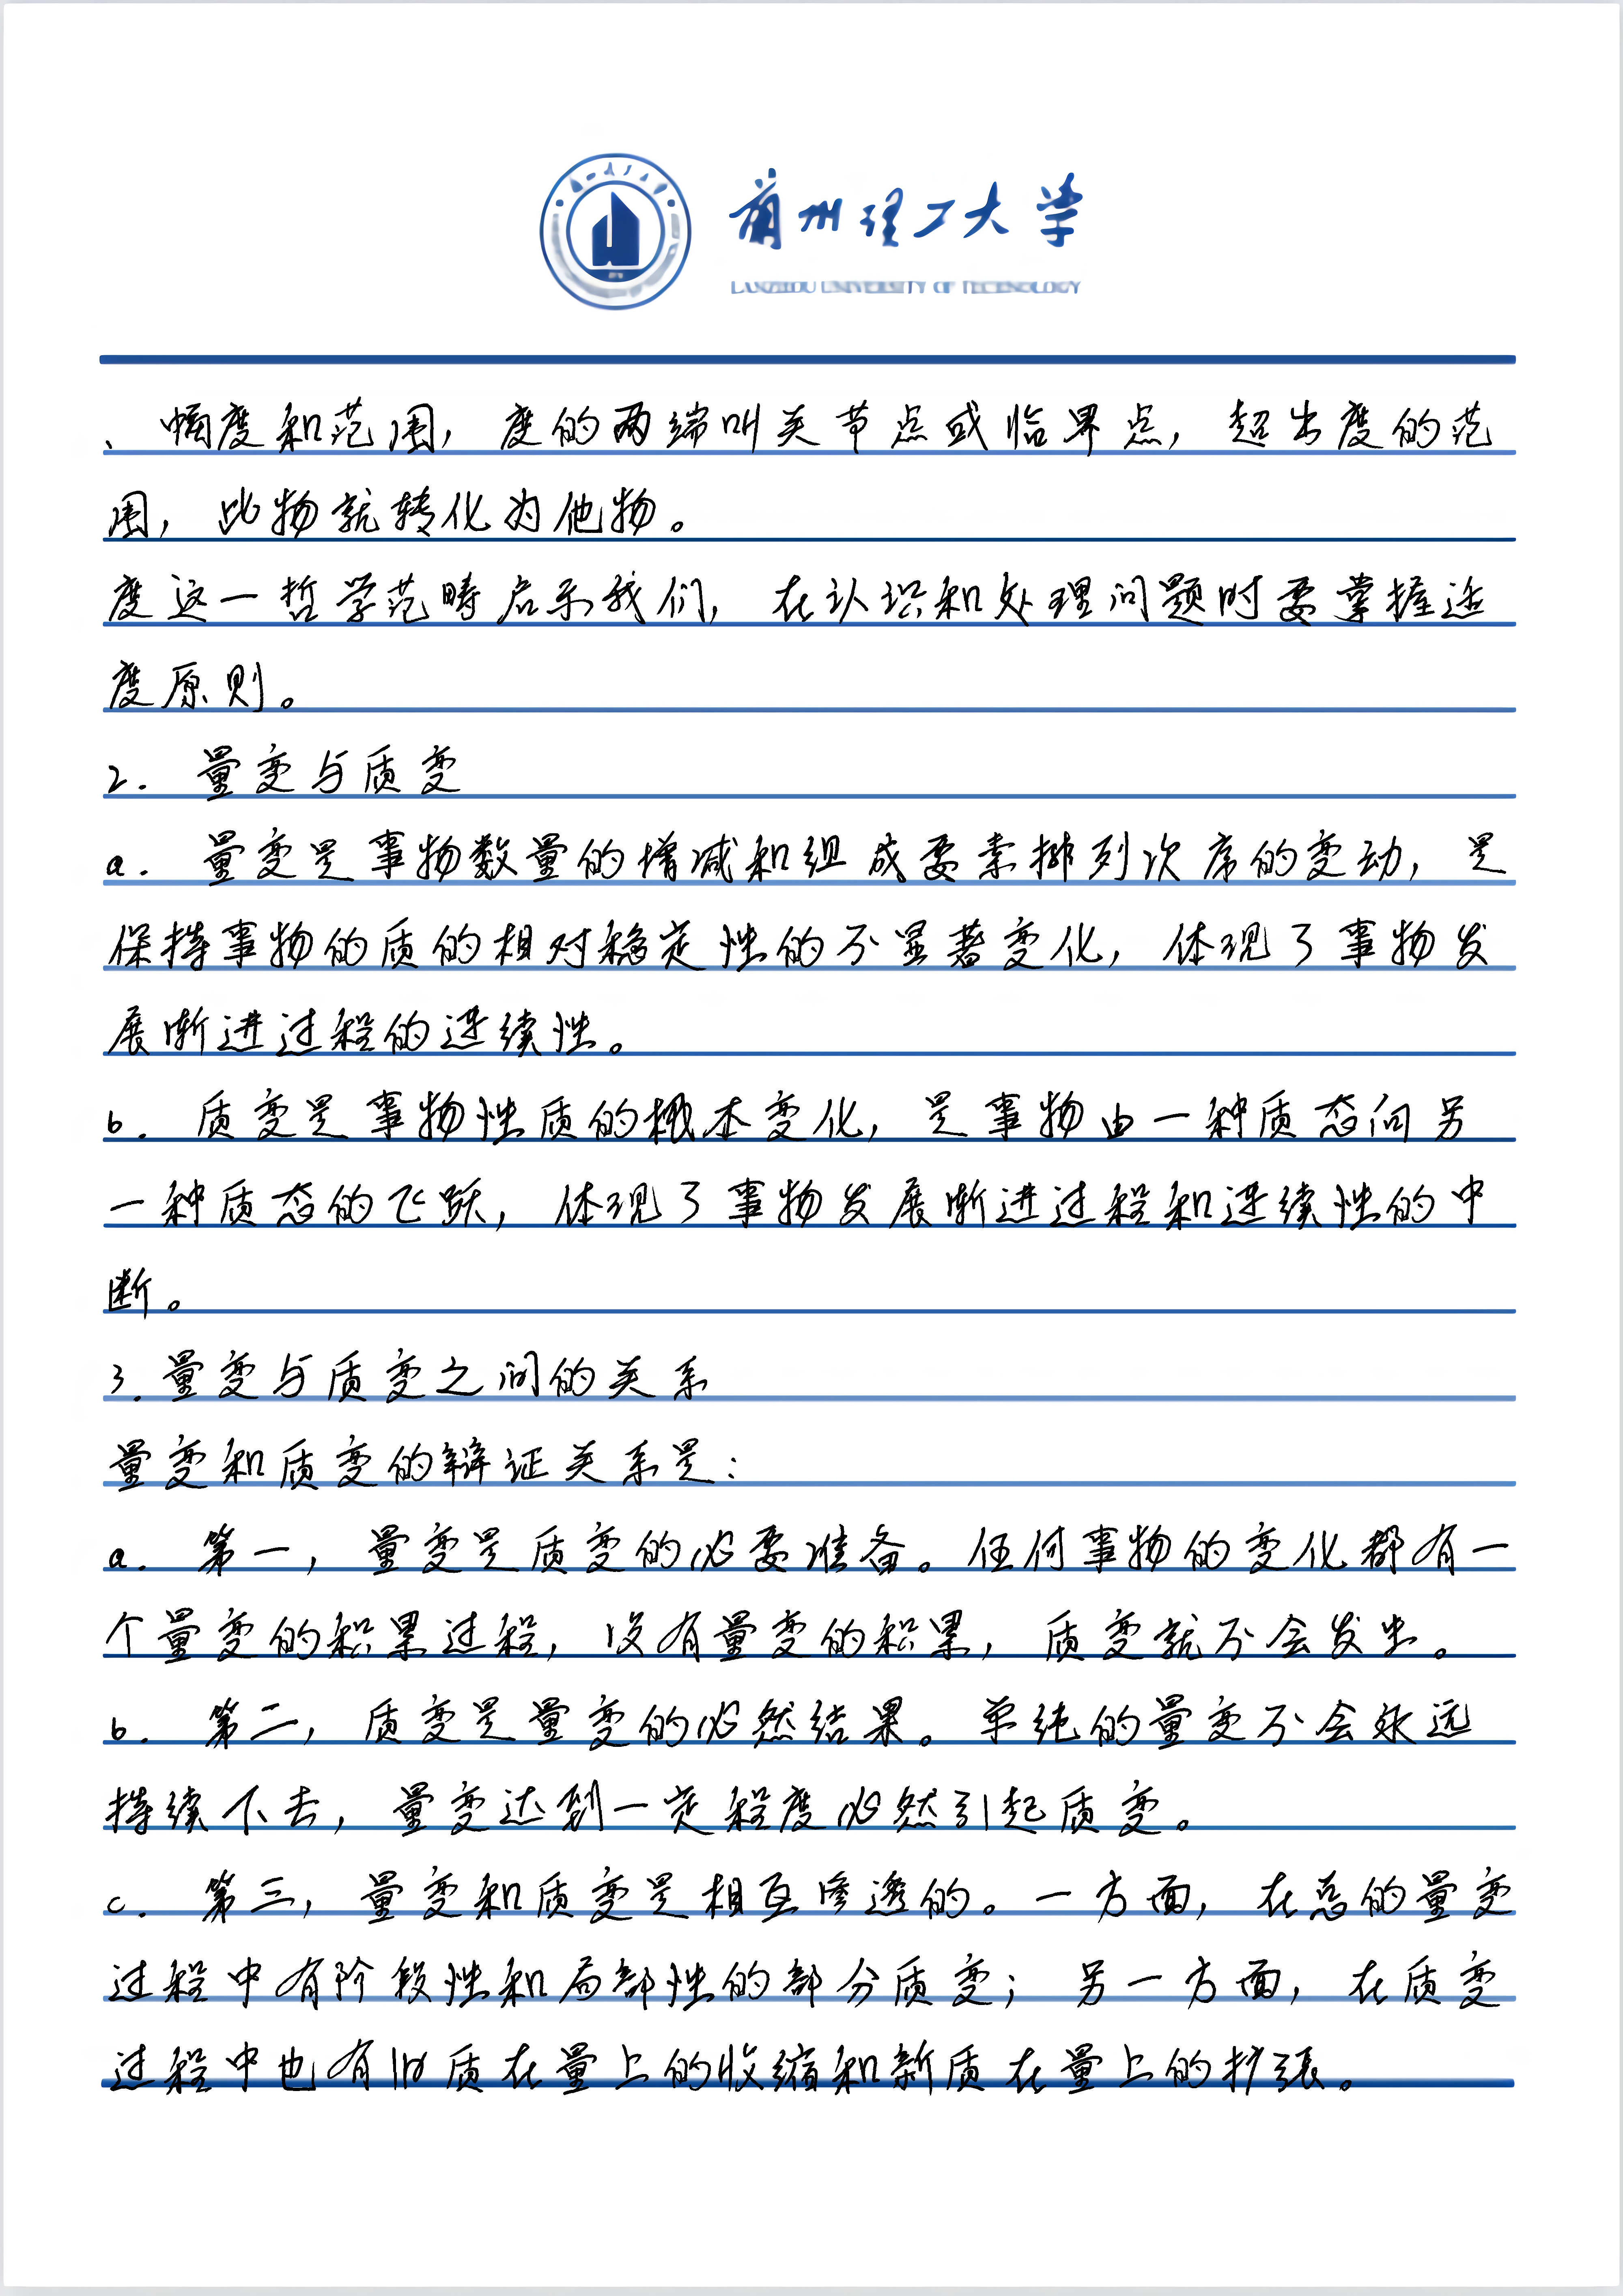 兰州理工大学
LANZHOU UNIVERSITY OF TECHNOLOGY
、幅度和范围，度的两端叫关节点或临界点，超出度的范
围，此物就转化为他物。
度这一哲学范畴启示我们，在认识和处理问题时要掌握适
度原则。
2. 量变与质变
a. 量变是事物数量的增减和组成要素排列次序的变动，是
保持事物的质的相对稳定性的不显著变化，体现了事物发
展渐进过程的连续性。
b. 质变是事物性质的根本变化，是事物由一种质态向另
一种质态的飞跃，体现了事物发展渐进过程和连续性的中
断。
3. 量变与质变之间的关系
量变和质变的辩证关系是：
a. 第一，量变是质变的必要准备。任何事物的变化都有一
个量变的积累过程，没有量变的积累，质变就不会发生。
b. 第二，质变是量变的必然结果。单纯的量变不会永远
持续下去，量变达到一定程度必然引起质变。
c. 第三，量变和质变是相互渗透的。一方面，在总的量变
过程中有阶段性和局部性的部分质变；另一方面，在质变
过程中也有旧质在量上的收缩和新质在量上的扩张。